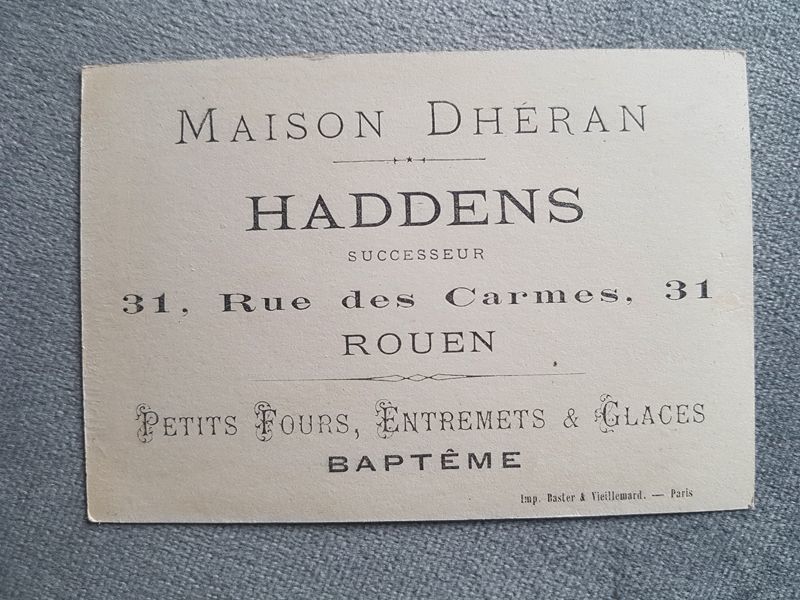 MAISON DHÉRAN
HADDENS
SUCCESSEUR
31, Rue des Carmes, 31
ROUEN
PETITS FOURS, ENTREMETS & GLACES
BAPTÊME
Imp. Baster & Vieillemard. — Paris